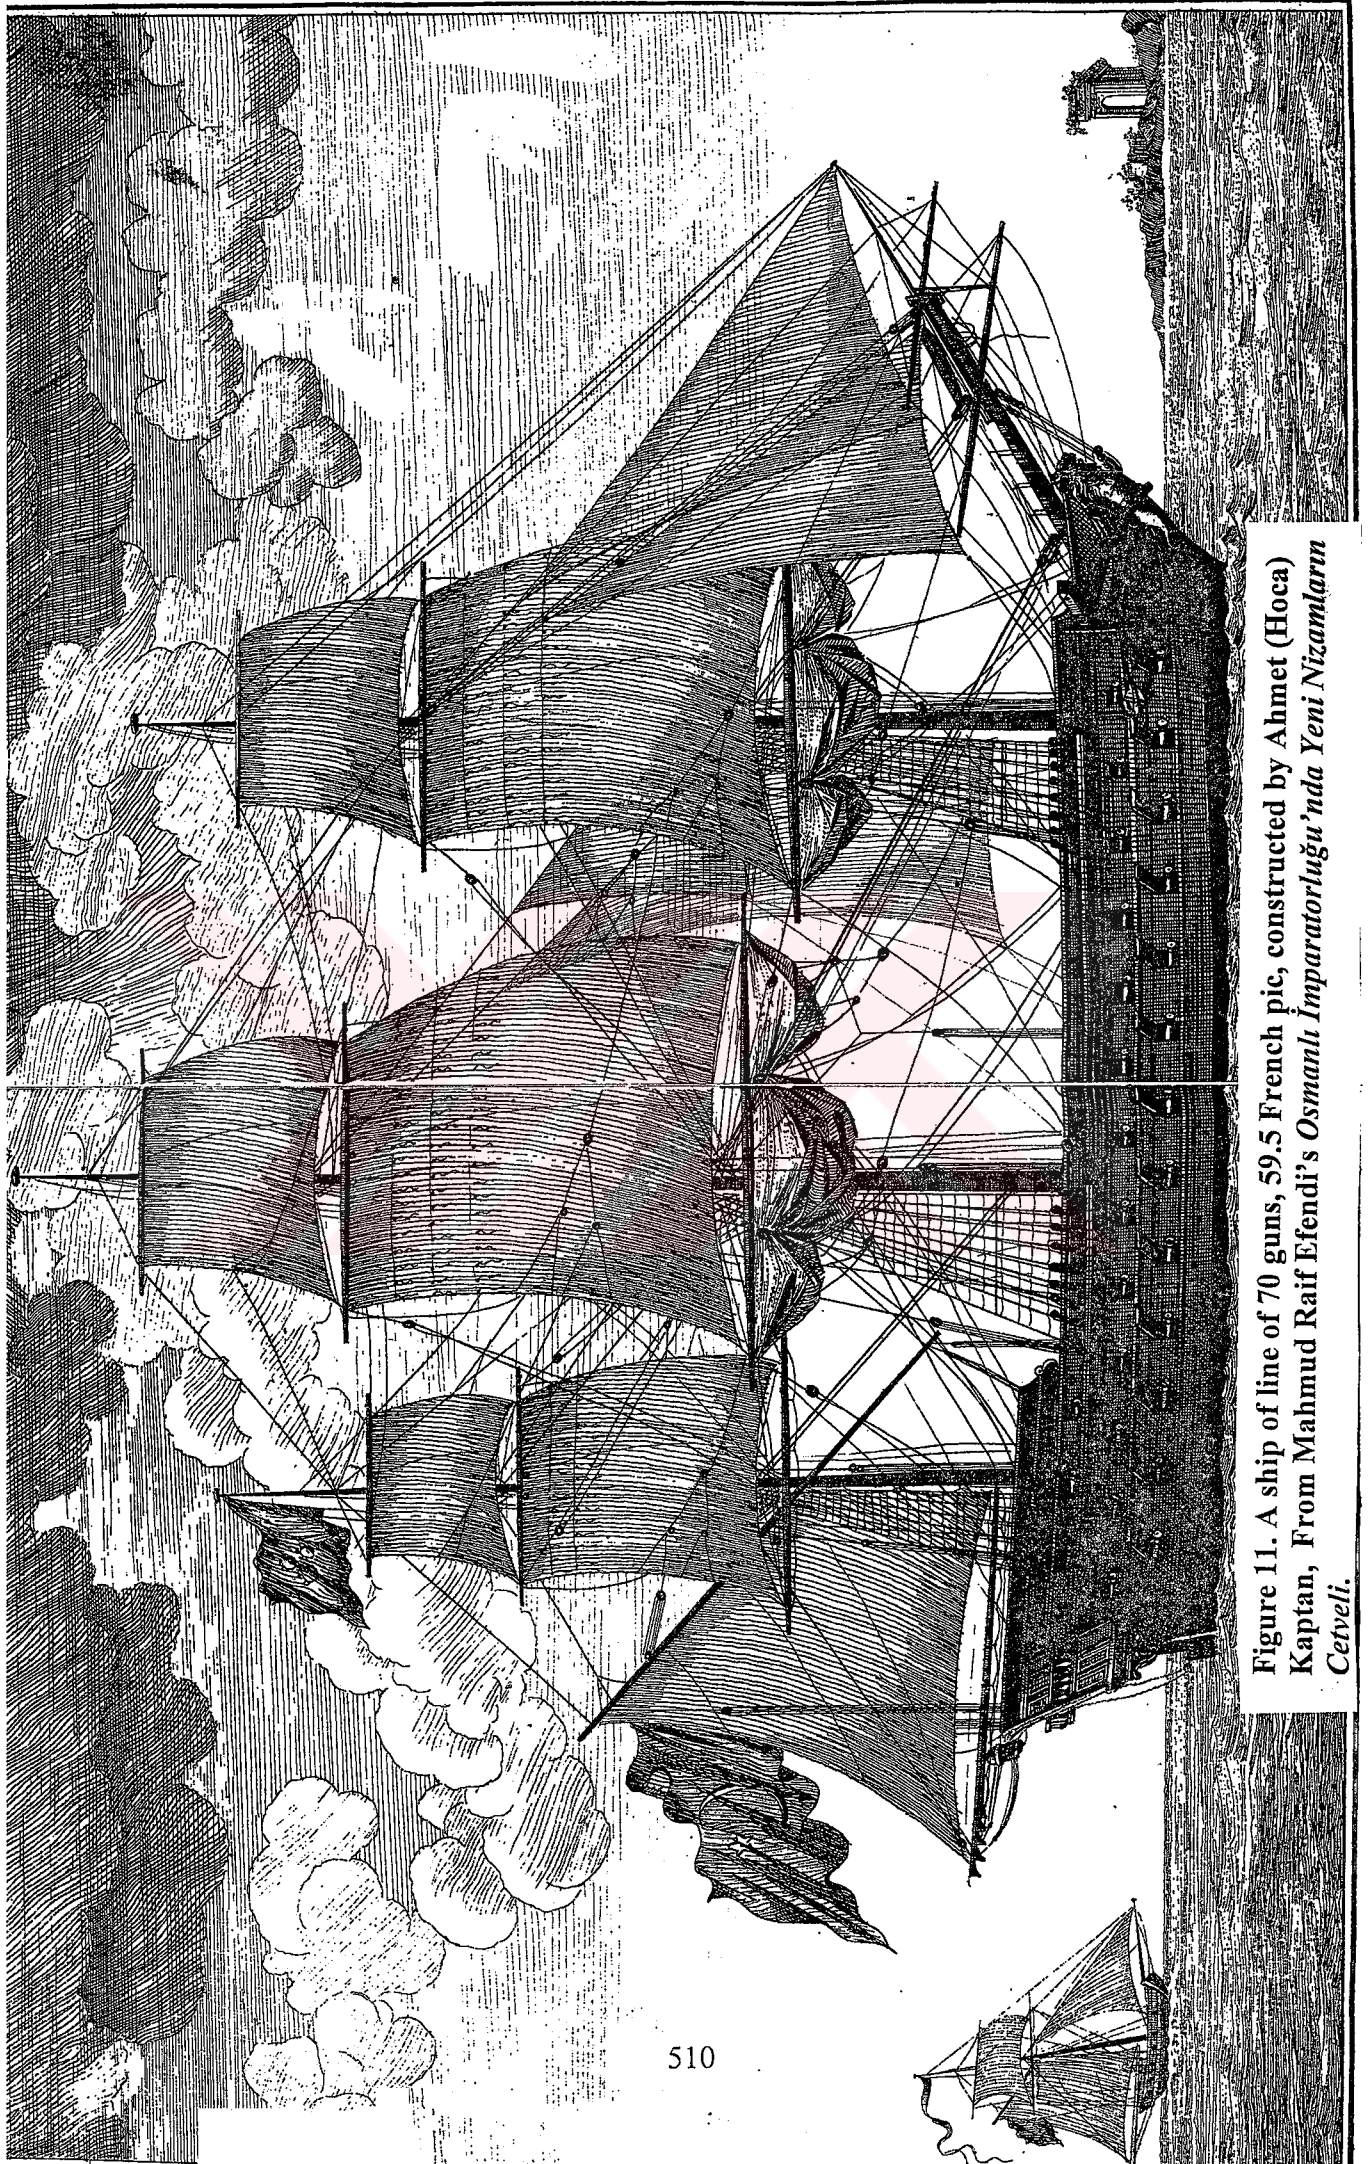 Figure 11. A ship of line of 70 guns, 59.5 French pic, constructed by Ahmet (Hoca)
Kaptan, From Mahmud Raif Efendi's Osmanlı İmparatorluğu'nda Yeni Nizamların
Cetveli.
510